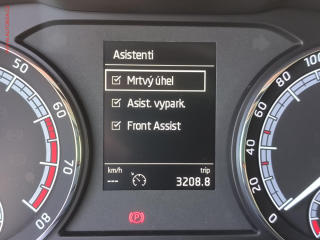 Asistenti
Mrtvý úhel
Asist. vypark.
Front Assist
km/h
trip
---
3208.8
50
60
70
80
100
80
60
40
20
0